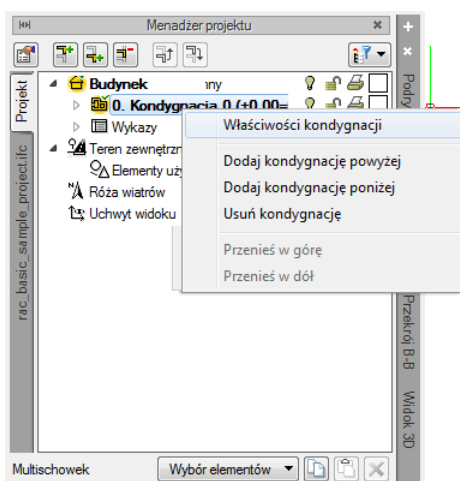 Menadżer projektu
Projekt
rac_basic_sample_project.ifc
Budynek
0. Kondygnacja 0 (±0.00=
Wykazy
Teren zewnętrzn
Elementy uży
Róża wiatrów
Uchwyt widoku
Właściwości kondygnacji
Dodaj kondygnację powyżej
Dodaj kondygnację poniżej
Usuń kondygnację
Przenieś w górę
Przenieś w dół
Przekrój B-B
Widok 3D
Multischowek
Wybór elementów